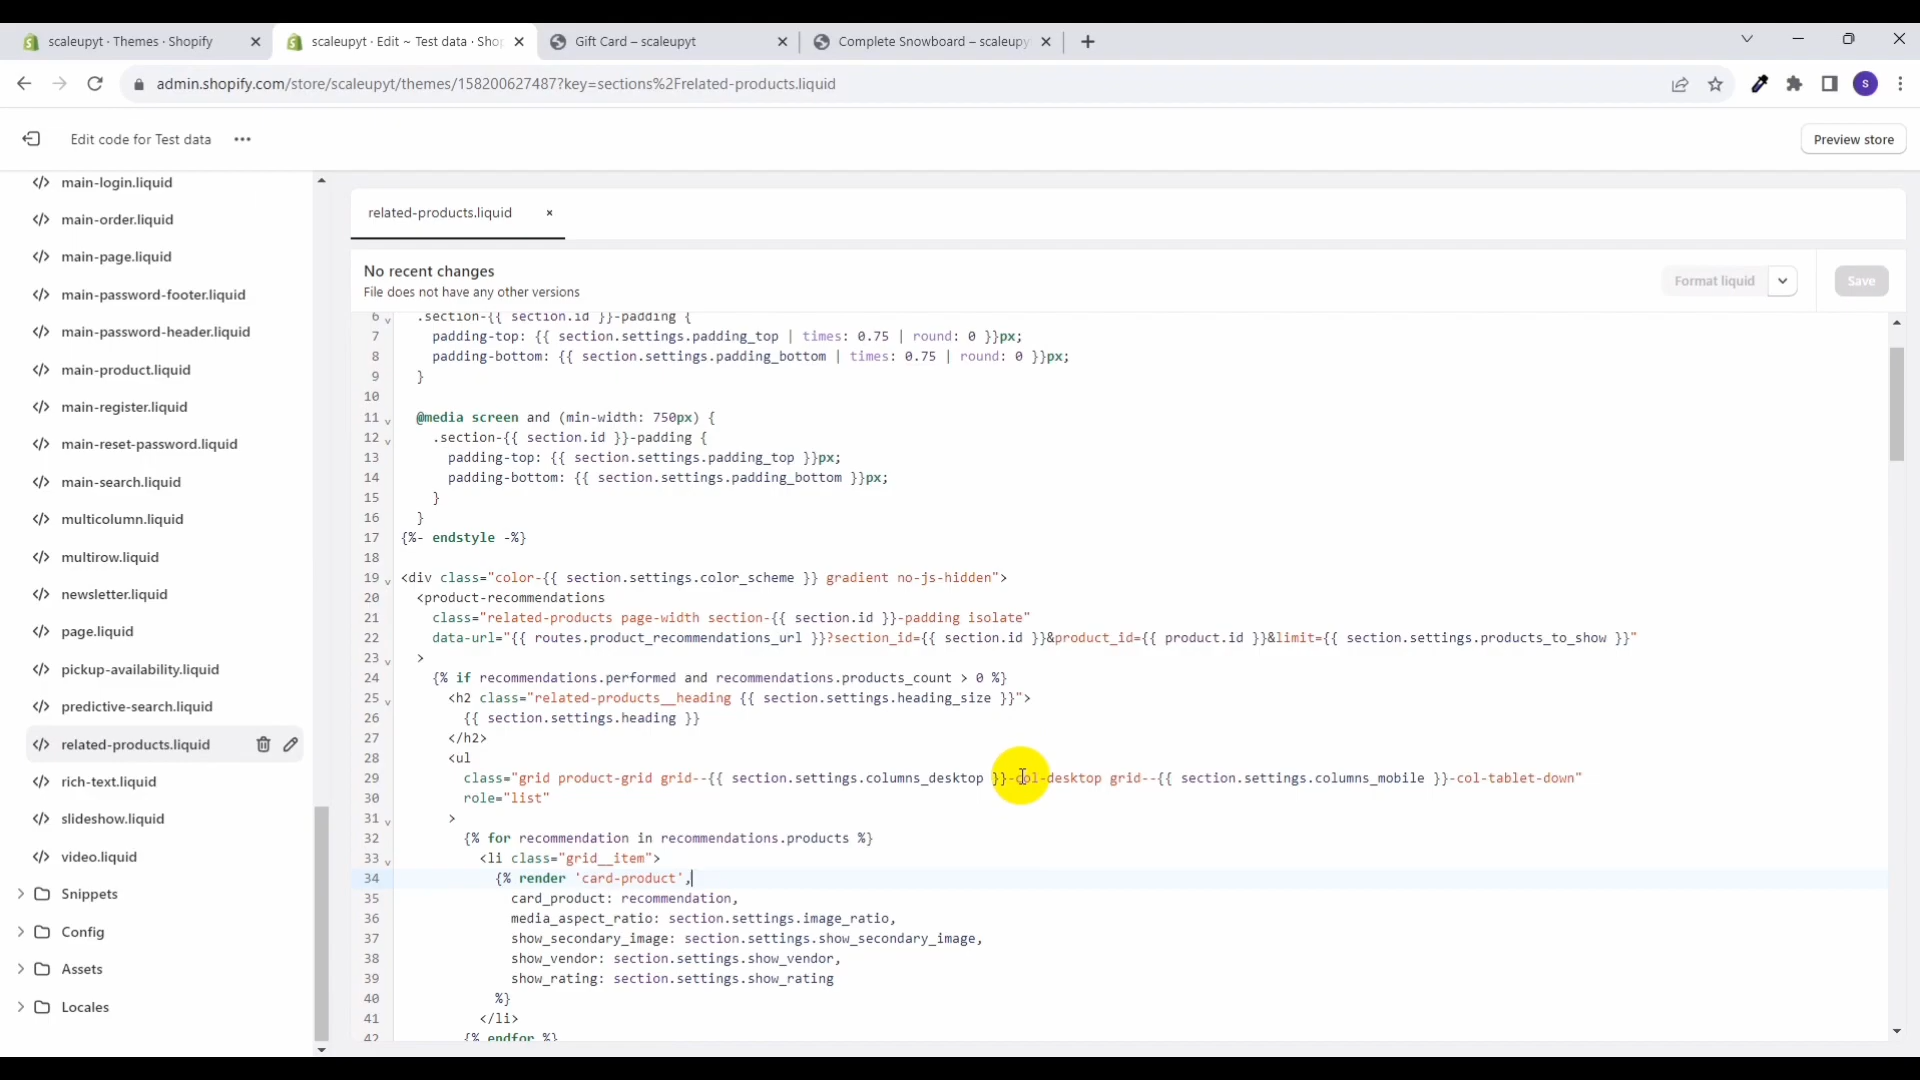 scaleupyt · Themes · Shopify
scaleupyt · Edit ~ Test data · Sho
Gift Card – scaleupyt
Complete Snowboard – scaleupy
admin.shopify.com/store/scaleupyt/themes/158200627487?key=sections%2Frelated-products.liquid
S
Edit code for Test data
Preview store
main-login.liquid
main-order.liquid
main-page.liquid
main-password-footer.liquid
main-password-header.liquid
main-product.liquid
main-register.liquid
main-reset-password.liquid
main-search.liquid
multicolumn.liquid
multirow.liquid
newsletter.liquid
page.liquid
pickup-availability.liquid
predictive-search.liquid
related-products.liquid
rich-text.liquid
slideshow.liquid
video.liquid
Snippets
Config
Assets
Locales
related-products.liquid
No recent changes
File does not have any other versions
Format liquid
Save
6 .section-{{ section.id }}-padding {
7 padding-top: {{ section.settings.padding_top | times: 0.75 | round: 0 }}px;
8 padding-bottom: {{ section.settings.padding_bottom | times: 0.75 | round: 0 }}px;
9 }
10
11 @media screen and (min-width: 750px) {
12 .section-{{ section.id }}-padding {
13 padding-top: {{ section.settings.padding_top }}px;
14 padding-bottom: {{ section.settings.padding_bottom }}px;
15 }
16 }
17 {%- endstyle -%}
18
19 <div class="color-{{ section.settings.color_scheme }} gradient no-js-hidden">
20 <product-recommendations
21 class="related-products page-width section-{{ section.id }}-padding isolate"
22 data-url="{{ routes.product_recommendations_url }}?section_id={{ section.id }}&product_id={{ product.id }}&limit={{ section.settings.products_to_show }}"
23 >
24 {% if recommendations.performed and recommendations.products_count > 0 %}
25 <h2 class="related-products__heading {{ section.settings.heading_size }}">
26 {{ section.settings.heading }}
27 </h2>
28 <ul
29 class="grid product-grid grid--{{ section.settings.columns_desktop }}-col-desktop grid--{{ section.settings.columns_mobile }}-col-tablet-down"
30 role="list"
31 >
32 {% for recommendation in recommendations.products %}
33 <li class="grid__item">
34 {% render 'card-product',
35 card_product: recommendation,
36 media_aspect_ratio: section.settings.image_ratio,
37 show_secondary_image: section.settings.show_secondary_image,
38 show_vendor: section.settings.show_vendor,
39 show_rating: section.settings.show_rating
40 %}
41 </li>
42 {% endfor %}